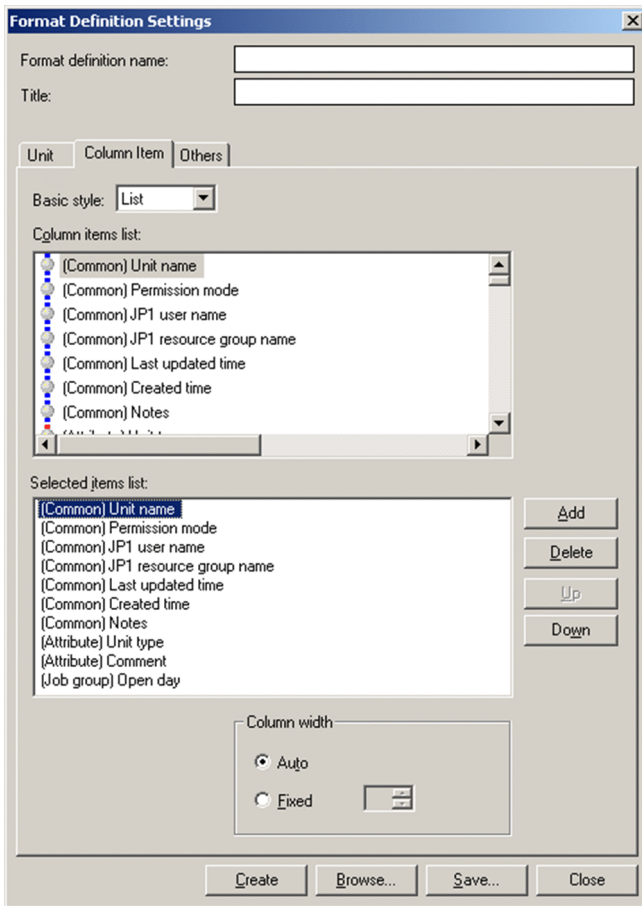 Format Definition Settings
Format definition name:
Title:
Unit Column Item Others
Basic style: List
Column items list:
(Common) Unit name
(Common) Permission mode
(Common) JP1 user name
(Common) JP1 resource group name
(Common) Last updated time
(Common) Created time
(Common) Notes
Selected items list:
(Common) Unit name
(Common) Permission mode
(Common) JP1 user name
(Common) JP1 resource group name
(Common) Last updated time
(Common) Created time
(Common) Notes
(Attribute) Unit type
(Attribute) Comment
(Job group) Open day
Add
Delete
Up
Down
Column width
Auto
Fixed
Create Browse... Save... Close